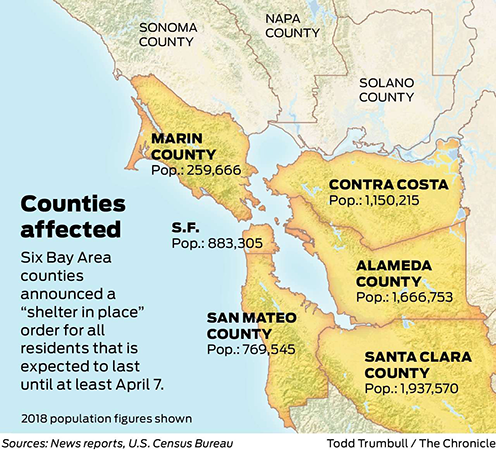 SONOMA
COUNTY
NAPA
COUNTY
SOLANO
COUNTY
MARIN
COUNTY
Pop.: 259,666
CONTRA COSTA
Pop.: 1,150,215
Counties
affected
Six Bay Area
counties
announced a
“shelter in place”
order for all
residents that is
expected to last
until at least April 7.
S.F.
Pop.: 883,305
ALAMEDA
COUNTY
Pop.: 1,666,753
SAN MATEO
COUNTY
Pop.: 769,545
SANTA CLARA
COUNTY
Pop.: 1,937,570
2018 population figures shown
Sources: News reports, U.S. Census Bureau
Todd Trumbull / The Chronicle